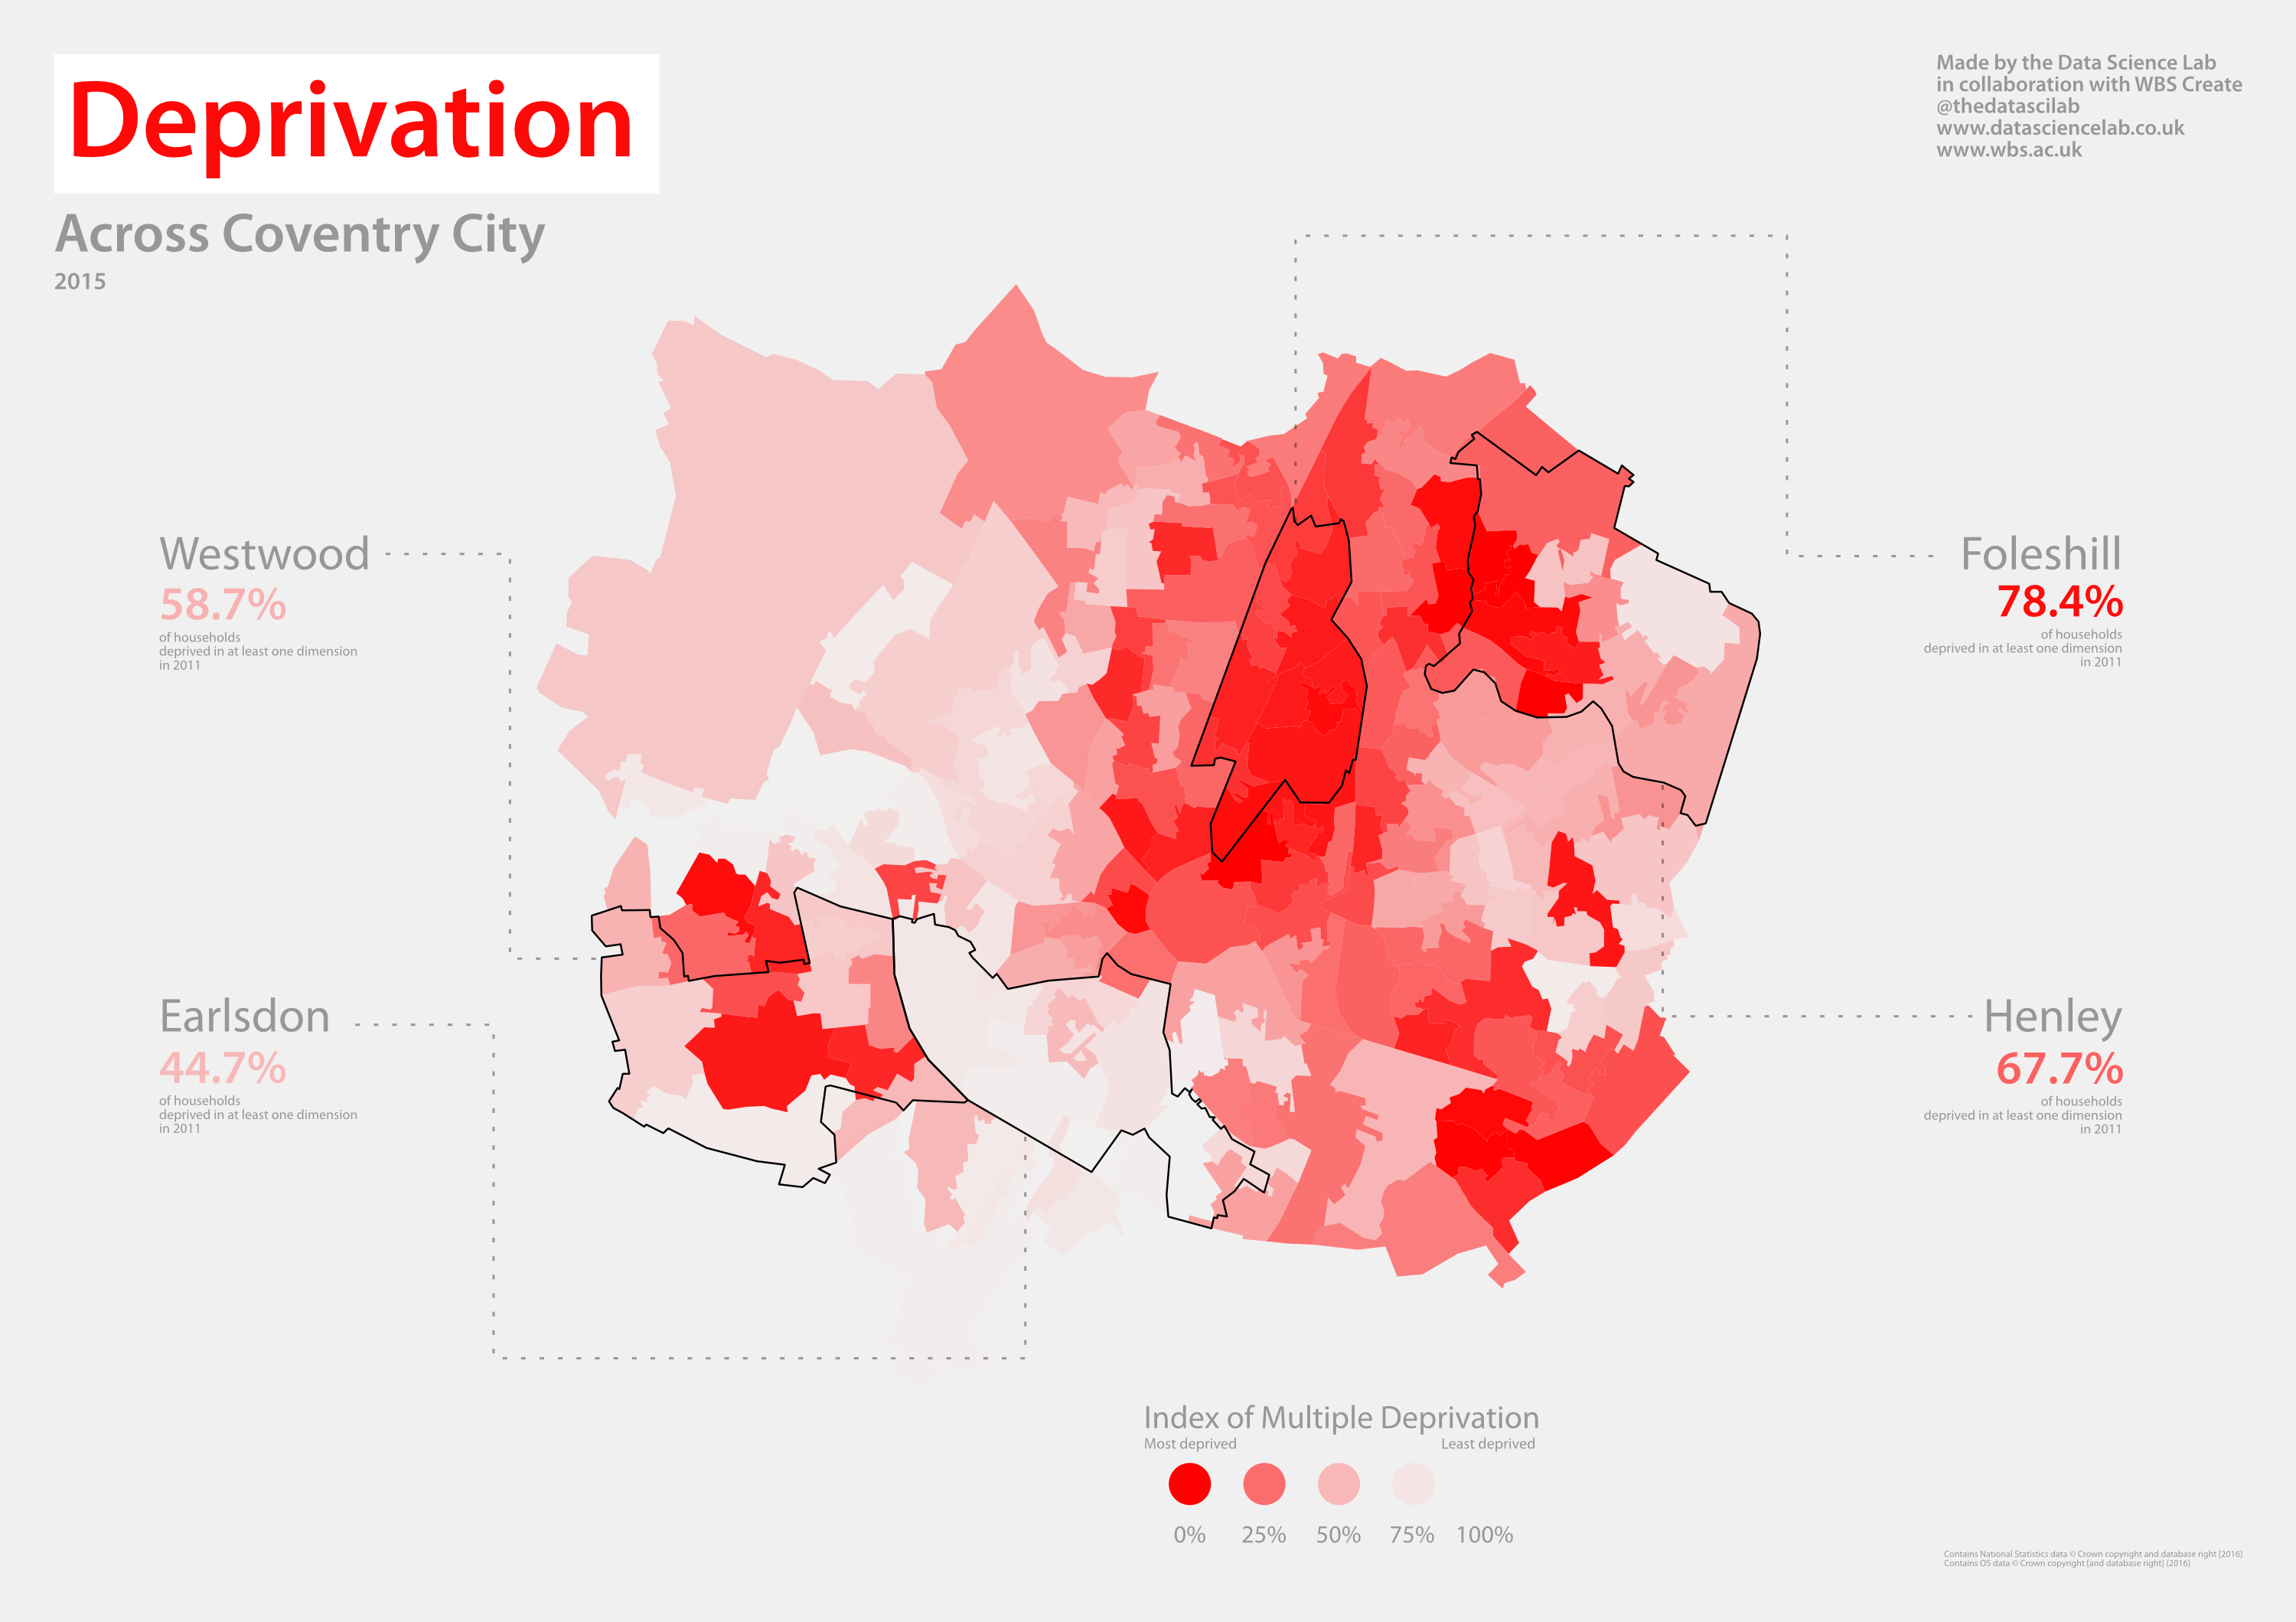 Deprivation
Across Coventry City
2015
Made by the Data Science Lab
in collaboration with WBS Create
@thedatascilab
www.datasciencelab.co.uk
www.wbs.ac.uk
Westwood
58.7%
of households
deprived in at least one dimension
in 2011
Foleshill
78.4%
of households
deprived in at least one dimension
in 2011
Earlsdon
44.7%
of households
deprived in at least one dimension
in 2011
Henley
67.7%
of households
deprived in at least one dimension
in 2011
Index of Multiple Deprivation
Most deprived Least deprived
0% 25% 50% 75% 100%
Contains National Statistics data © Crown copyright and database right [2016]
Contains OS data © Crown copyright [and database right] (2016)